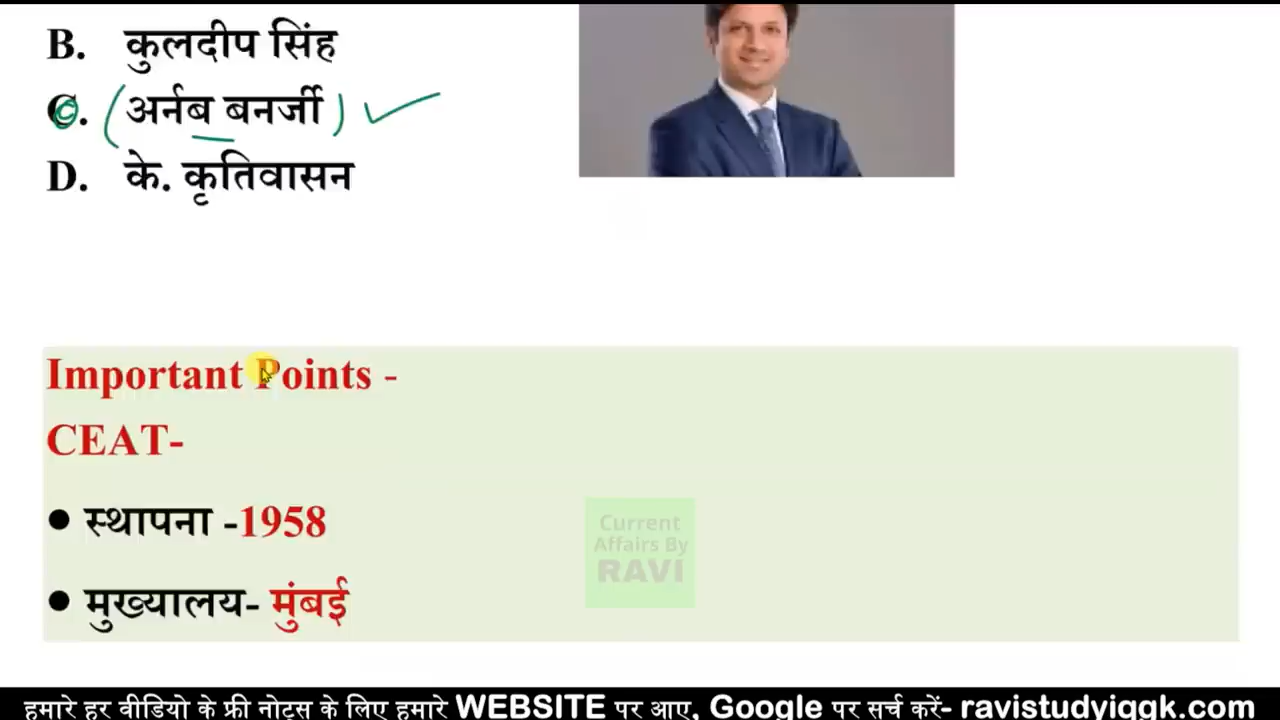 B. कुलदीप सिंह
C. (अर्नब बनर्जी)
D. के. कृतिवासन
Important Points -
CEAT-
● स्थापना -1958
● मुख्यालय- मुंबई
Current
Affairs By
RAVI
हमारे हर वीडियो के फ्री नोट्स के लिए हमारे WEBSITE पर आए, Google पर सर्च करें- ravistudyiqgk.com